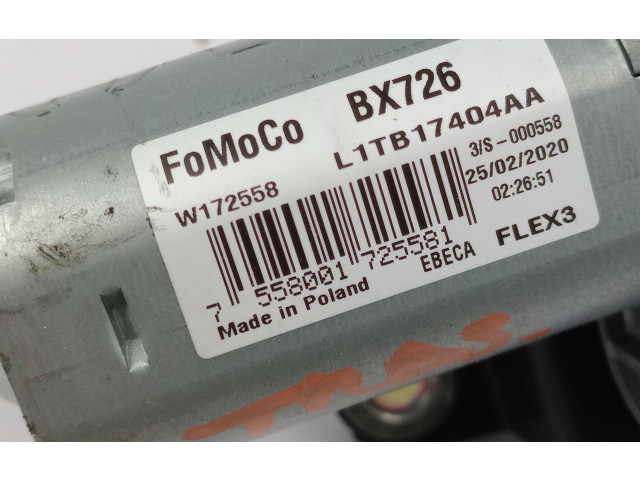 FoMoCo BX726
W172558 L1TB17404AA
3/S - 000558
25/02/2020
02:26:51
7 558001 725581
EBECA FLEX3
Made in Poland
TRAS.